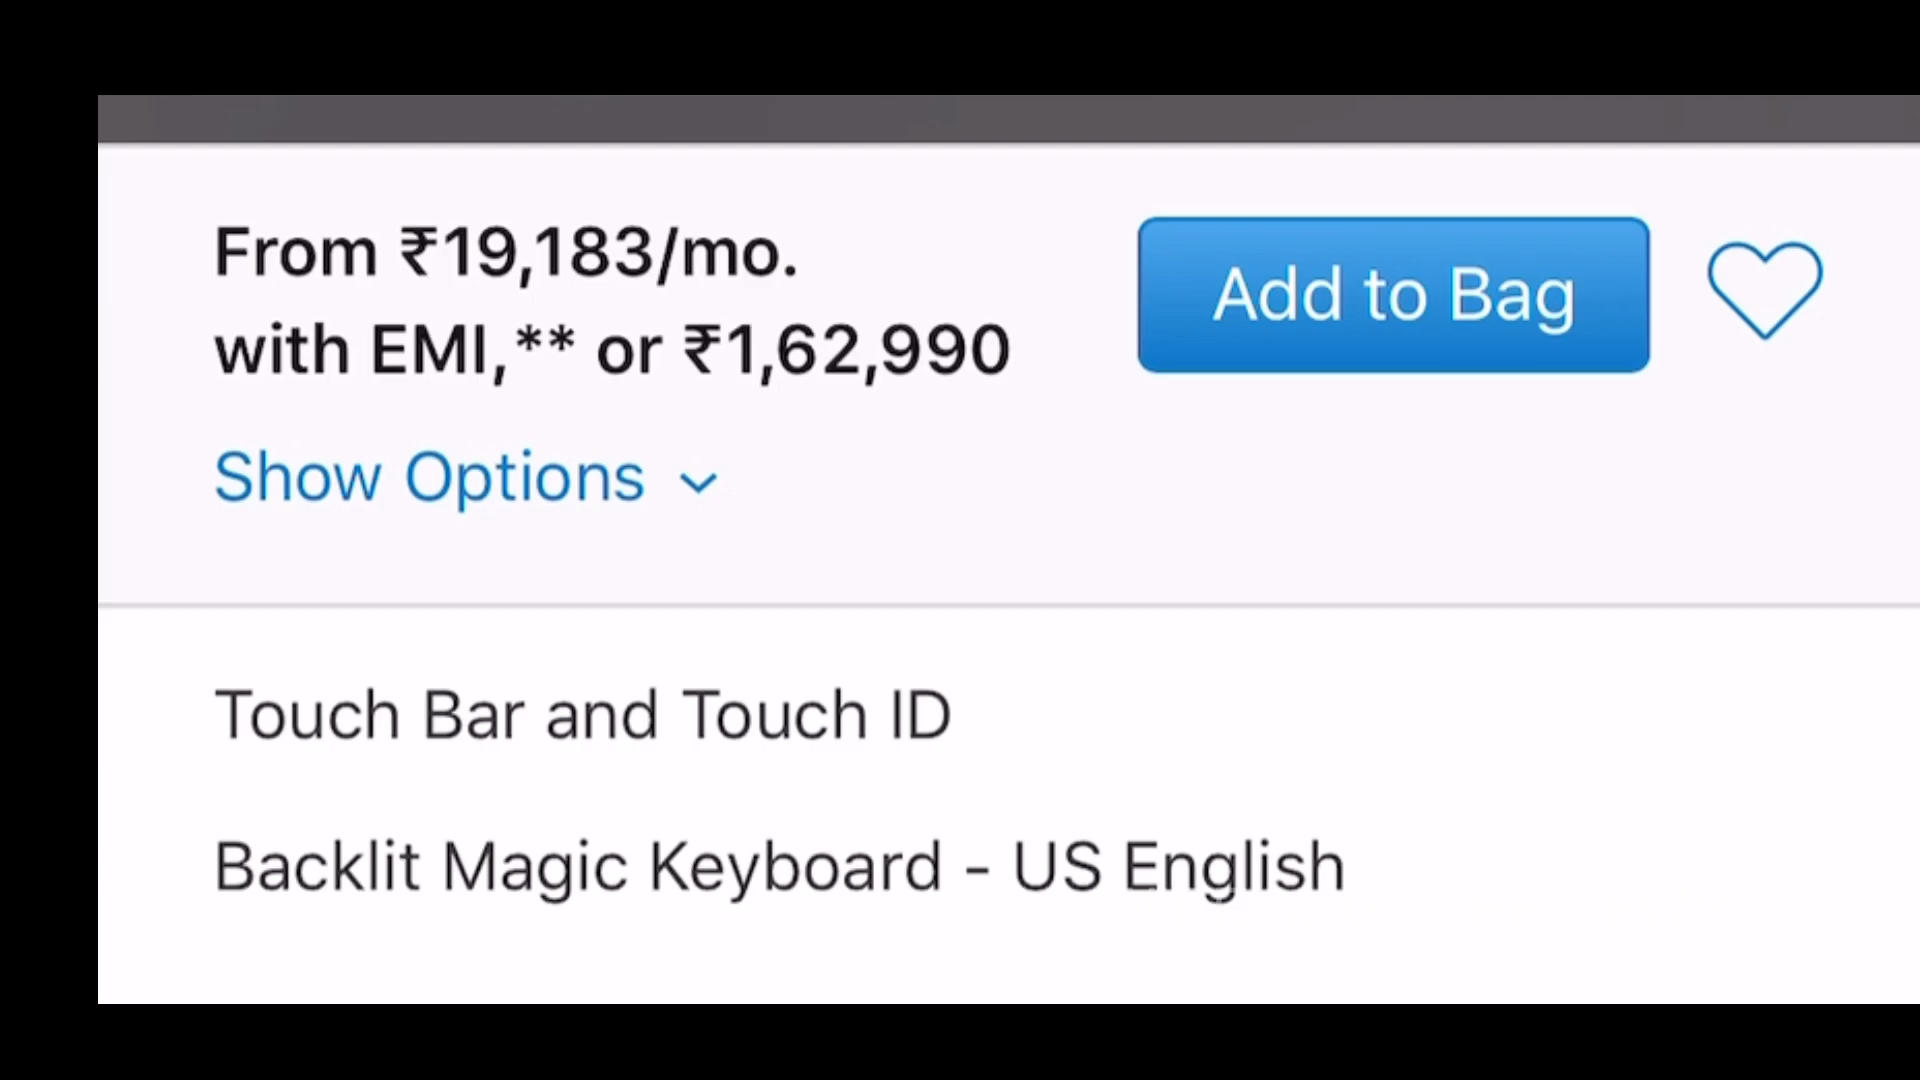 From ₹19,183/mo.
with EMI,** or ₹1,62,990
Add to Bag
Show Options
Touch Bar and Touch ID
Backlit Magic Keyboard - US English